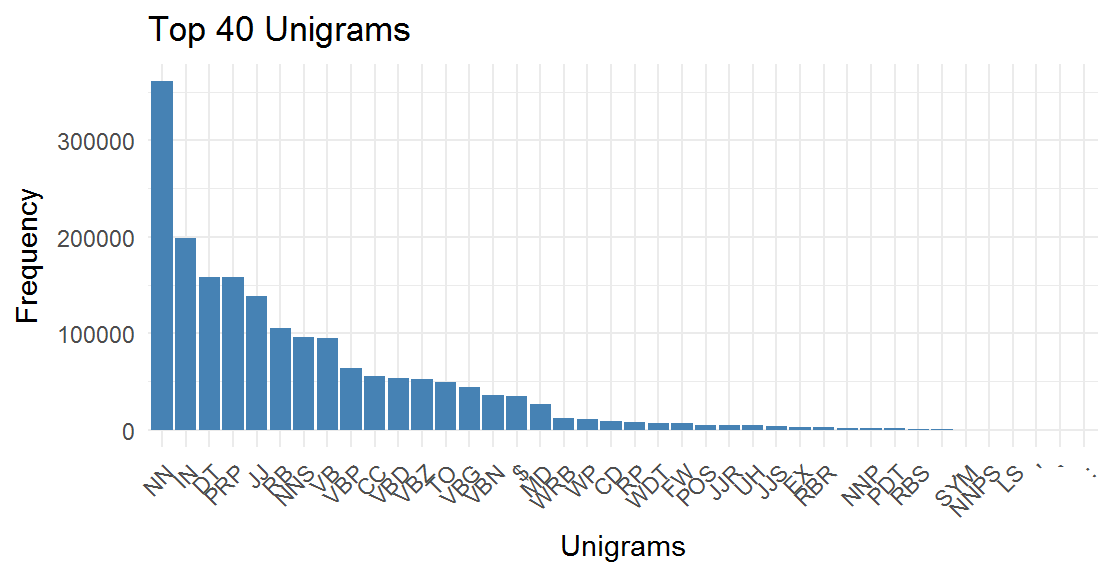 Top 40 Unigrams
Frequency
300000
200000
100000
0
NN IN DT PRP JJ RB NNS VB VBP CC VBD VBZ TO VBG VBN $ MD WRB WP CD RP WDT FW POS JJR UH JJS EX RBR NNP PDT RBS SYM NNPS LS
Unigrams